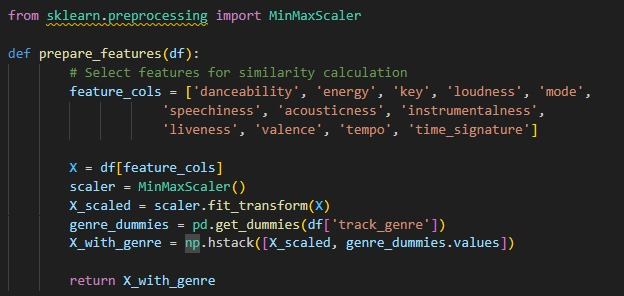 from sklearn.preprocessing import MinMaxScaler
def prepare_features(df):
# Select features for similarity calculation
feature_cols = ['danceability', 'energy', 'key', 'loudness', 'mode',
'speechiness', 'acousticness', 'instrumentalness',
'liveness', 'valence', 'tempo', 'time_signature']
X = df[feature_cols]
scaler = MinMaxScaler()
X_scaled = scaler.fit_transform(X)
genre_dummies = pd.get_dummies(df['track_genre'])
X_with_genre = np.hstack([X_scaled, genre_dummies.values])
return X_with_genre